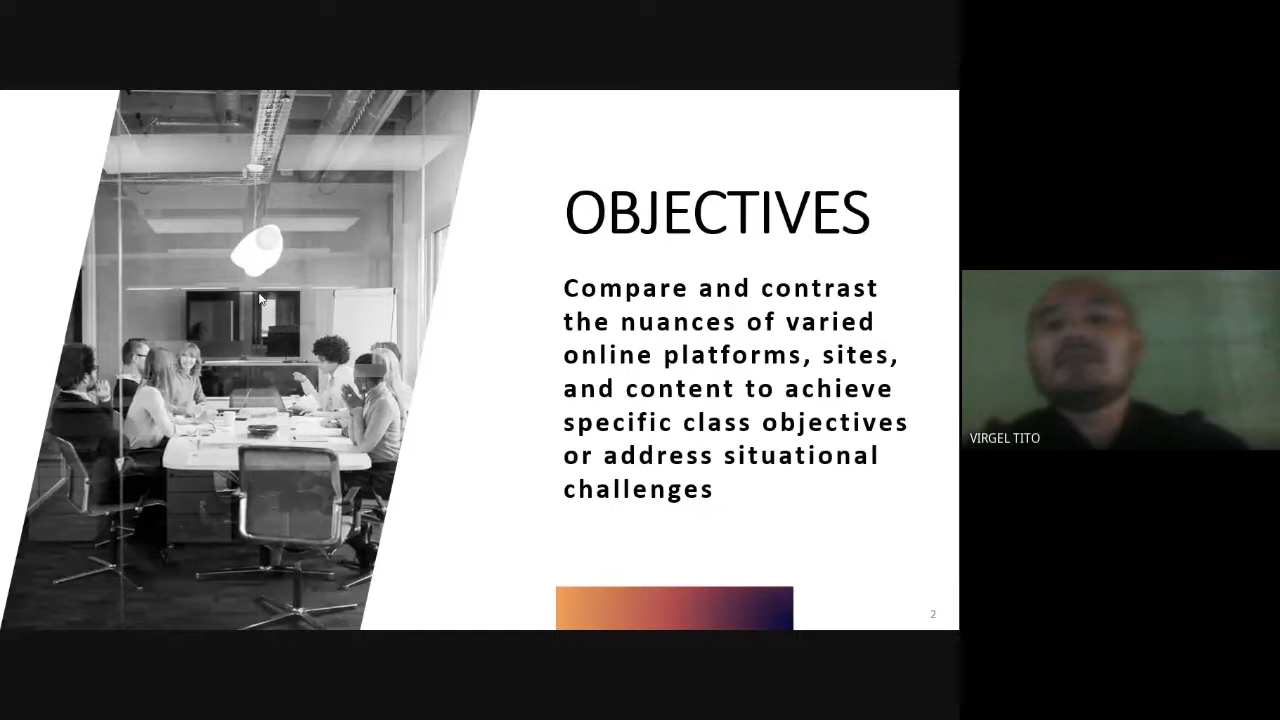 OBJECTIVES
Compare and contrast
the nuances of varied
online platforms, sites,
and content to achieve
specific class objectives
or address situational
challenges
2
VIRGEL TITO